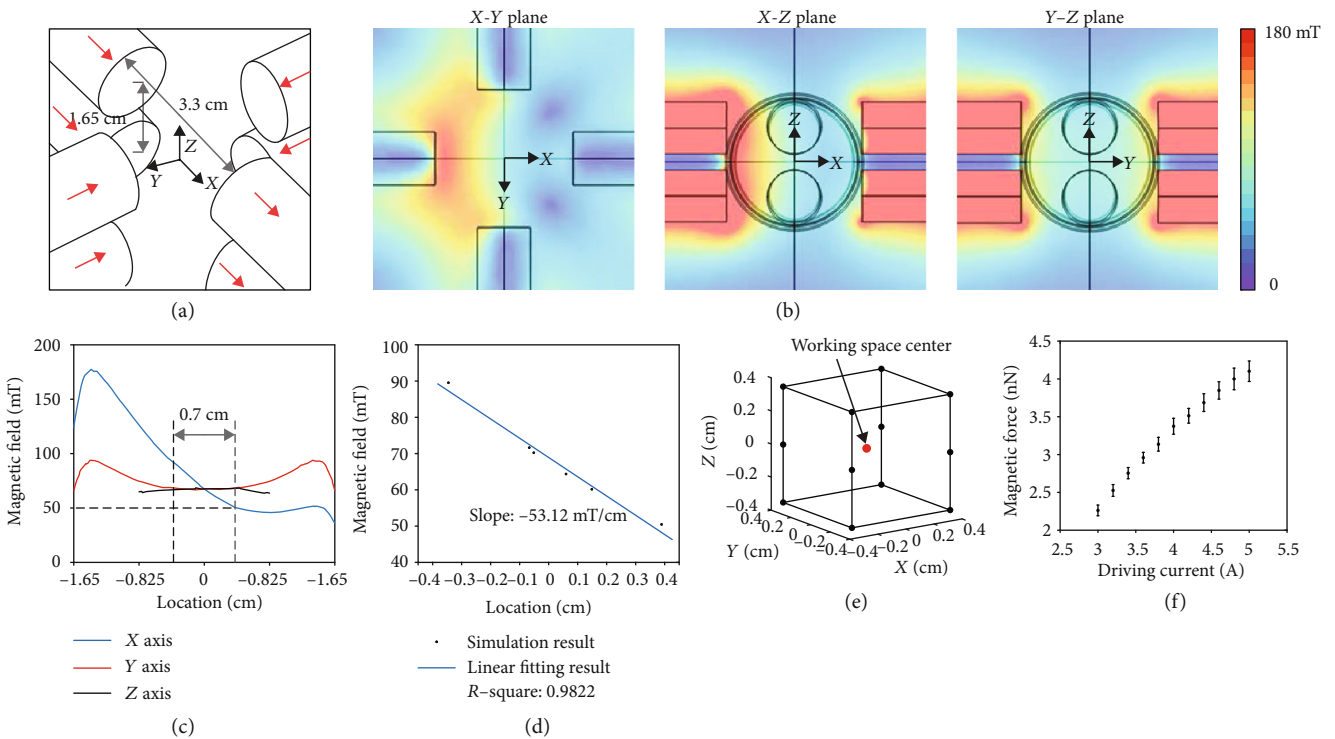 X-Y plane
X-Z plane
Y–Z plane
180 mT
0
3.3 cm
1.65 cm
Z
Y
X
X
Y
Z
X
Z
Y
(a)
(b)
Magnetic field (mT)
200
150
100
50
0
0.7 cm
–1.65
–0.825
0
–0.825
–1.65
Location (cm)
X axis
Y axis
Z axis
(c)
Magnetic field (mT)
100
90
80
70
60
50
40
Slope: –53.12 mT/cm
–0.4
–0.3
–0.2
–0.1
0
0.1
0.2
0.3
0.4
Location (cm)
Simulation result
Linear fitting result
R–square: 0.9822
(d)
Working space center
Z (cm)
0.4
0.2
0
–0.2
–0.4
0.4
0.2
0
–0.2
–0.4
Y (cm)
–0.4
–0.2
0
0.2
0.4
X (cm)
(e)
Magnetic force (nN)
4.5
4
3.5
3
2.5
2
2.5
3
3.5
4
4.5
5
5.5
Driving current (A)
(f)